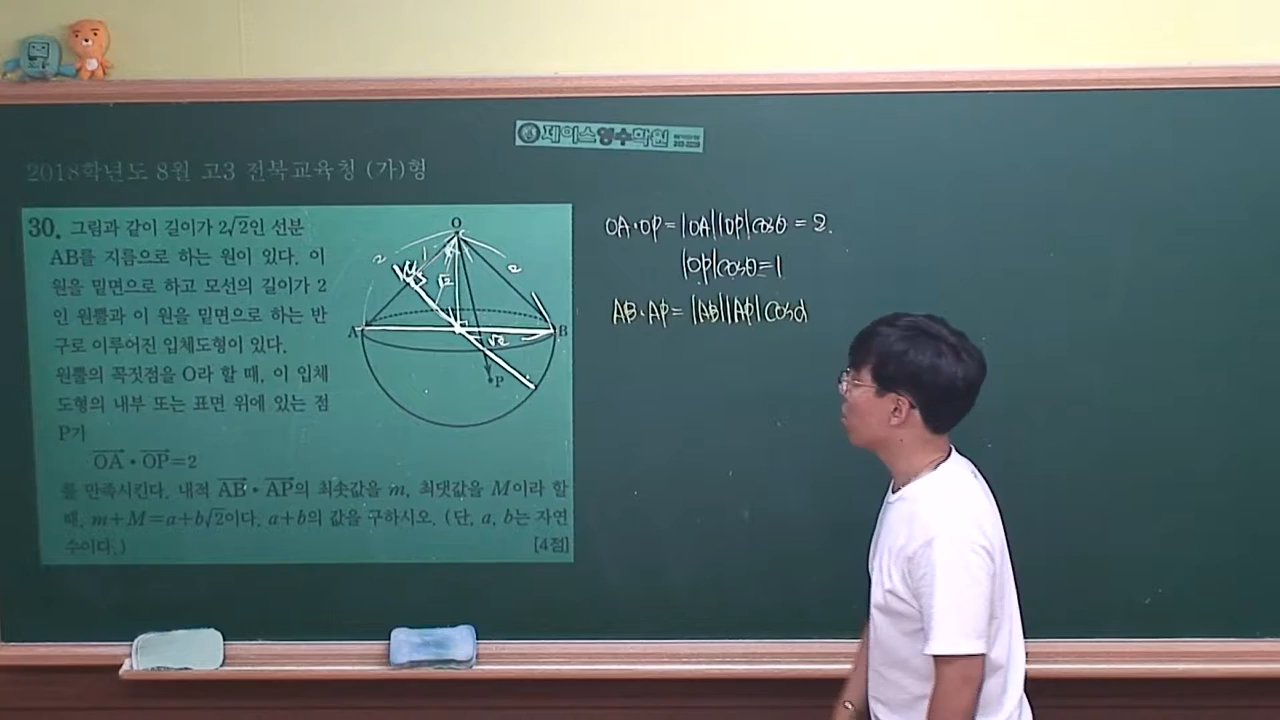 제이스영수학원
2018학년도 8월 고3 전북교육청 (가)형
30. 그림과 같이 길이가 2√2인 선분
AB를 지름으로 하는 원이 있다. 이
원을 밑면으로 하고 모선의 길이가 2
인 원뿔과 이 원을 밑면으로 하는 반
구로 이루어진 입체도형이 있다.
원뿔의 꼭짓점을 O라 할 때, 이 입체
도형의 내부 또는 표면 위에 있는 점
P가
OA・OP=2
를 만족시킨다. 내적 AB・AP의 최솟값을 m, 최댓값을 M이라 할
때, m+M=a+b√2이다. a+b의 값을 구하시오. (단, a, b는 자연
수이다.)
[4점]
O
2
1
√2
2
A
B
√2
P
OA・OP=|OA||OP|cosθ=2.
|OP|cosθ=1
AB・AP=|AB||AP|cosα